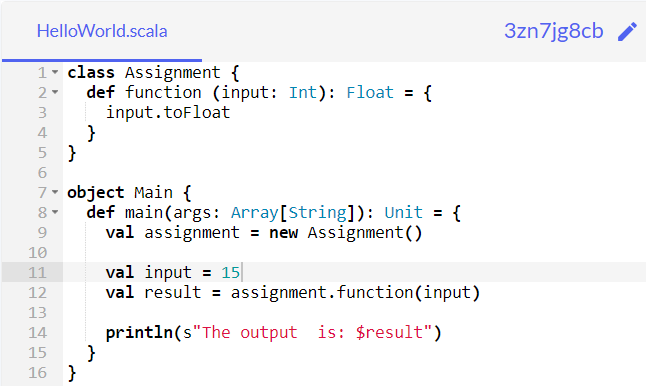 HelloWorld.scala 3zn7jg8cb
1 class Assignment {
2   def function (input: Int): Float = {
3     input.toFloat
4   }
5 }
6
7 object Main {
8   def main(args: Array[String]): Unit = {
9     val assignment = new Assignment()
10
11     val input = 15
12     val result = assignment.function(input)
13
14     println(s"The output  is: $result")
15   }
16 }